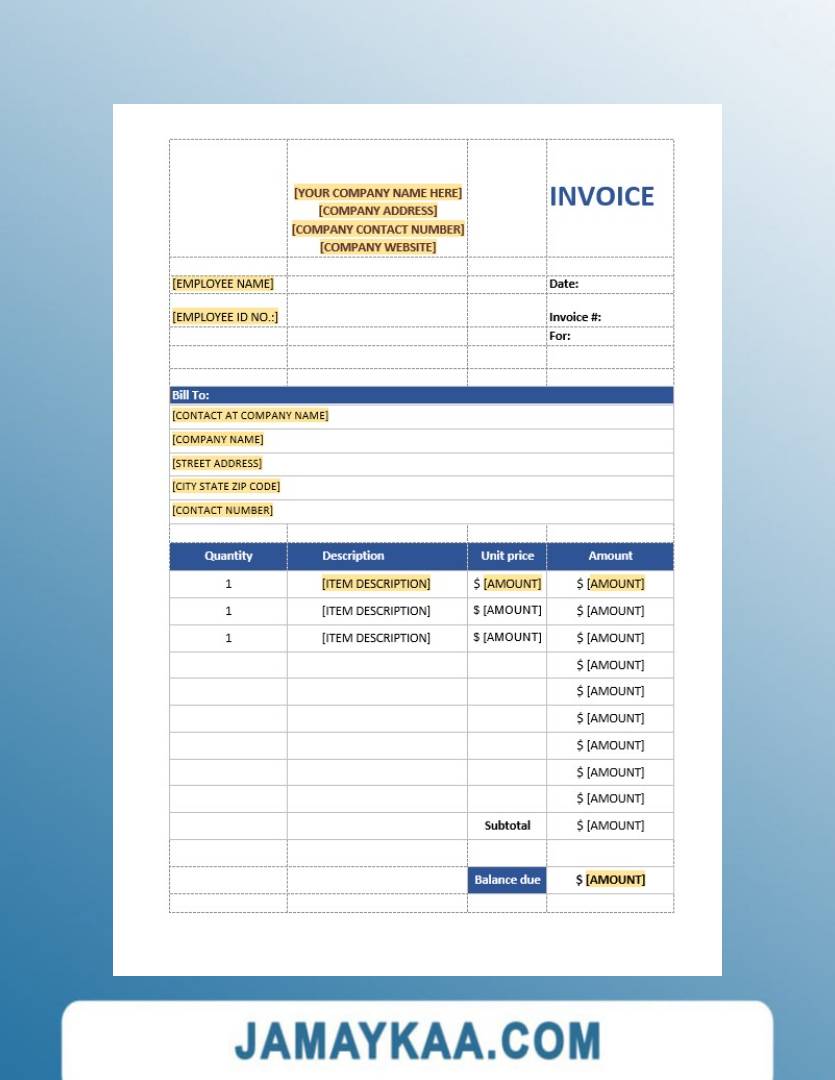 [YOUR COMPANY NAME HERE]
[COMPANY ADDRESS]
[COMPANY CONTACT NUMBER]
[COMPANY WEBSITE]
INVOICE
[EMPLOYEE NAME] Date:
[EMPLOYEE ID NO.:] Invoice #:
For:
Bill To:
[CONTACT AT COMPANY NAME]
[COMPANY NAME]
[STREET ADDRESS]
[CITY STATE ZIP CODE]
[CONTACT NUMBER]
Quantity Description Unit price Amount
1 [ITEM DESCRIPTION] $ [AMOUNT] $ [AMOUNT]
1 [ITEM DESCRIPTION] $ [AMOUNT] $ [AMOUNT]
1 [ITEM DESCRIPTION] $ [AMOUNT] $ [AMOUNT]
$ [AMOUNT]
$ [AMOUNT]
$ [AMOUNT]
$ [AMOUNT]
$ [AMOUNT]
$ [AMOUNT]
Subtotal $ [AMOUNT]
Balance due $ [AMOUNT]
JAMAYKAA.COM